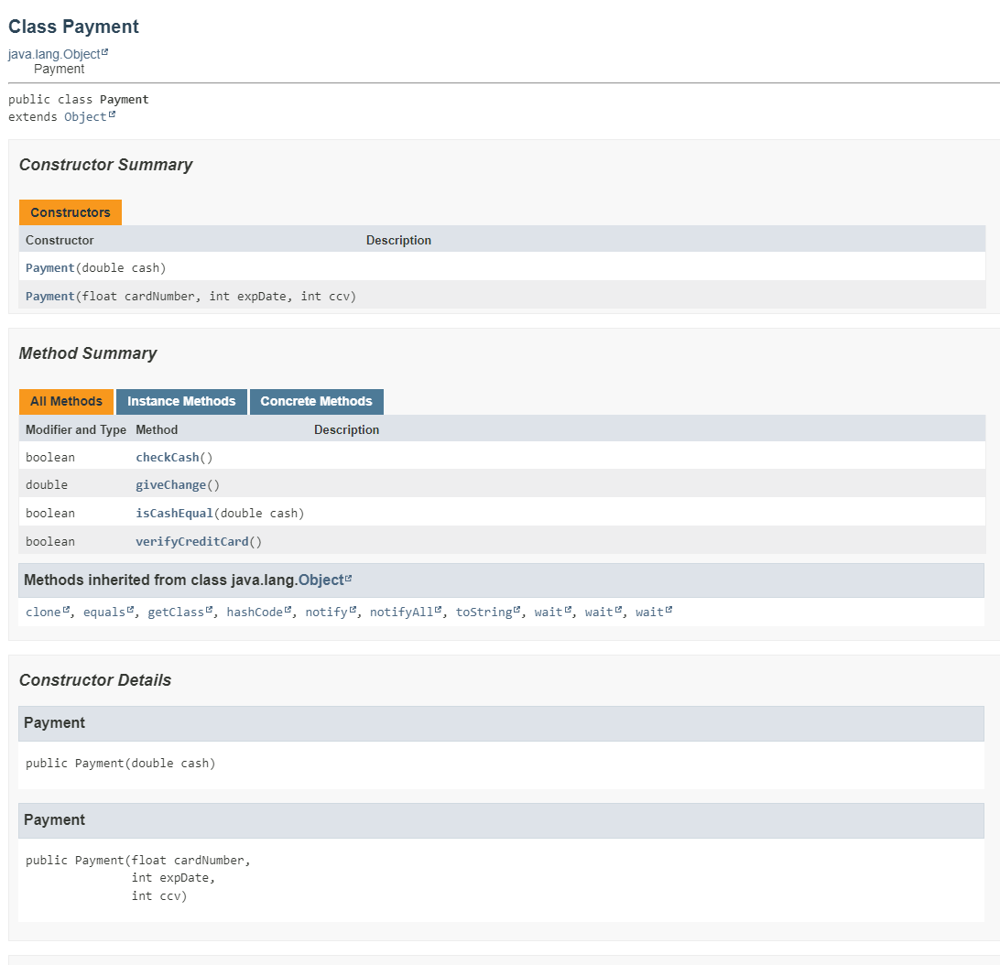 Class Payment
java.lang.Object
Payment
public class Payment
extends Object
Constructor Summary
Constructors
Constructor Description
Payment(double cash)
Payment(float cardNumber, int expDate, int ccv)
Method Summary
All Methods Instance Methods Concrete Methods
Modifier and Type Method Description
boolean checkCash()
double giveChange()
boolean isCashEqual(double cash)
boolean verifyCreditCard()
Methods inherited from class java.lang.Object
clone, equals, getClass, hashCode, notify, notifyAll, toString, wait, wait, wait
Constructor Details
Payment
public Payment(double cash)
Payment
public Payment(float cardNumber,
int expDate,
int ccv)